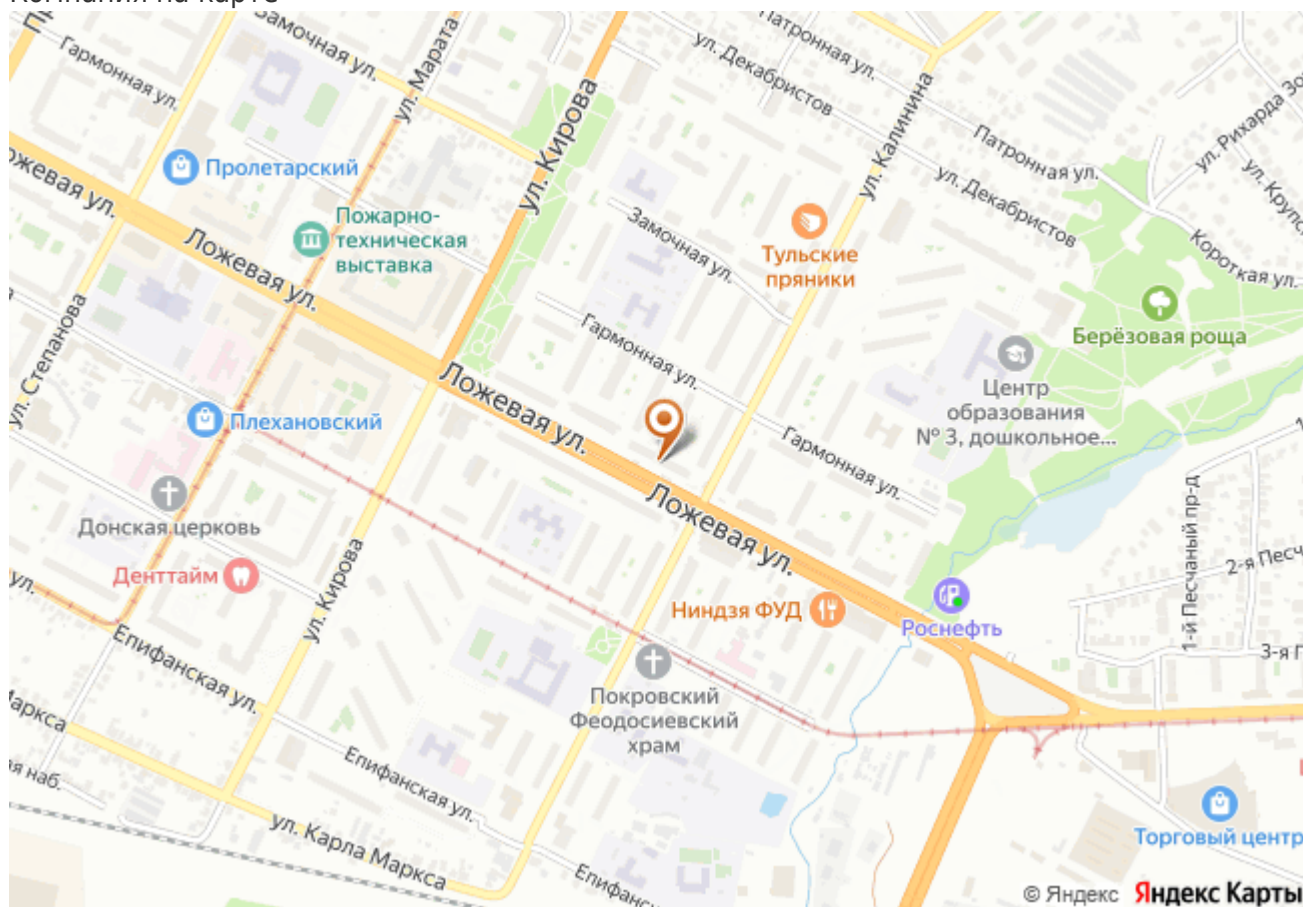 Компания на карте
Замочная ул.
Гармонная ул.
ул. Марата
ул. Кирова
Патронная ул.
ул. Декабристов
ул. Калинина
Патронная ул.
ул. Декабристов
Короткая ул.
Пролетарский
Пожарно-
техническая
выставка
Ложевая ул.
Замочная ул.
Тульские
пряники
Берёзовая роща
Гармонная ул.
Центр
образования
№ 3, дошкольное...
ул. Степанова
Плехановский
Ложевая ул.
Гармонная ул.
Донская церковь
Ложевая ул.
1-й Песчаный пр-д
Денттайм
ул. Кирова
Ниндзя ФУД
Роснефть
Епифанская ул.
Покровский
Феодосиевский
храм
Епифанская ул.
ул. Карла Маркса
Торговый центр
© Яндекс Яндекс Карты